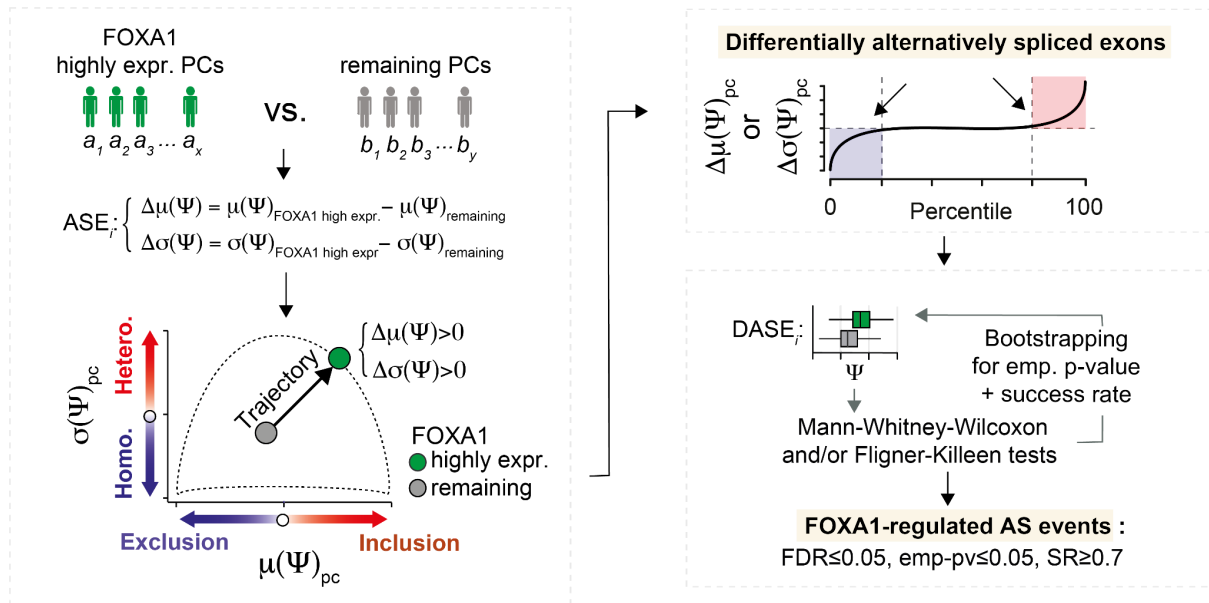 FOXA1
highly expr. PCs
remaining PCs
vs.
a1 a2 a3 ... ax
b1 b2 b3 ... by
ASEi: { Δμ(Ψ) = μ(Ψ)FOXA1 high expr. − μ(Ψ)remaining
Δσ(Ψ) = σ(Ψ)FOXA1 high expr − σ(Ψ)remaining
Hetero.
Homo.
σ(Ψ)pc
Trajectory
Δμ(Ψ)>0
Δσ(Ψ)>0
FOXA1
highly expr.
remaining
Exclusion
Inclusion
μ(Ψ)pc
Differentially alternatively spliced exons
Δμ(Ψ)pc
or
Δσ(Ψ)pc
0
Percentile
100
DASEi:
Ψ
Bootstrapping
for emp. p-value
+ success rate
Mann-Whitney-Wilcoxon
and/or Fligner-Killeen tests
FOXA1-regulated AS events :
FDR≤0.05, emp-pv≤0.05, SR≥0.7